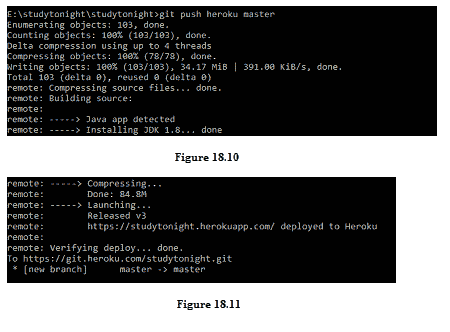 E:\studytonight\studytonight>git push heroku master
Enumerating objects: 103, done.
Counting objects: 100% (103/103), done.
Delta compression using up to 4 threads
Compressing objects: 100% (78/78), done.
Writing objects: 100% (103/103), 34.17 MiB | 391.00 KiB/s, done.
Total 103 (delta 0), reused 0 (delta 0)
remote: Compressing source files... done.
remote: Building source:
remote:
remote: -----> Java app detected
remote: -----> Installing JDK 1.8... done
Figure 18.10
remote: -----> Compressing...
remote:        Done: 84.8M
remote: -----> Launching...
remote:        Released v3
remote:        https://studytonight.herokuapp.com/ deployed to Heroku
remote:
remote: Verifying deploy... done.
To https://git.heroku.com/studytonight.git
 * [new branch]      master -> master
Figure 18.11